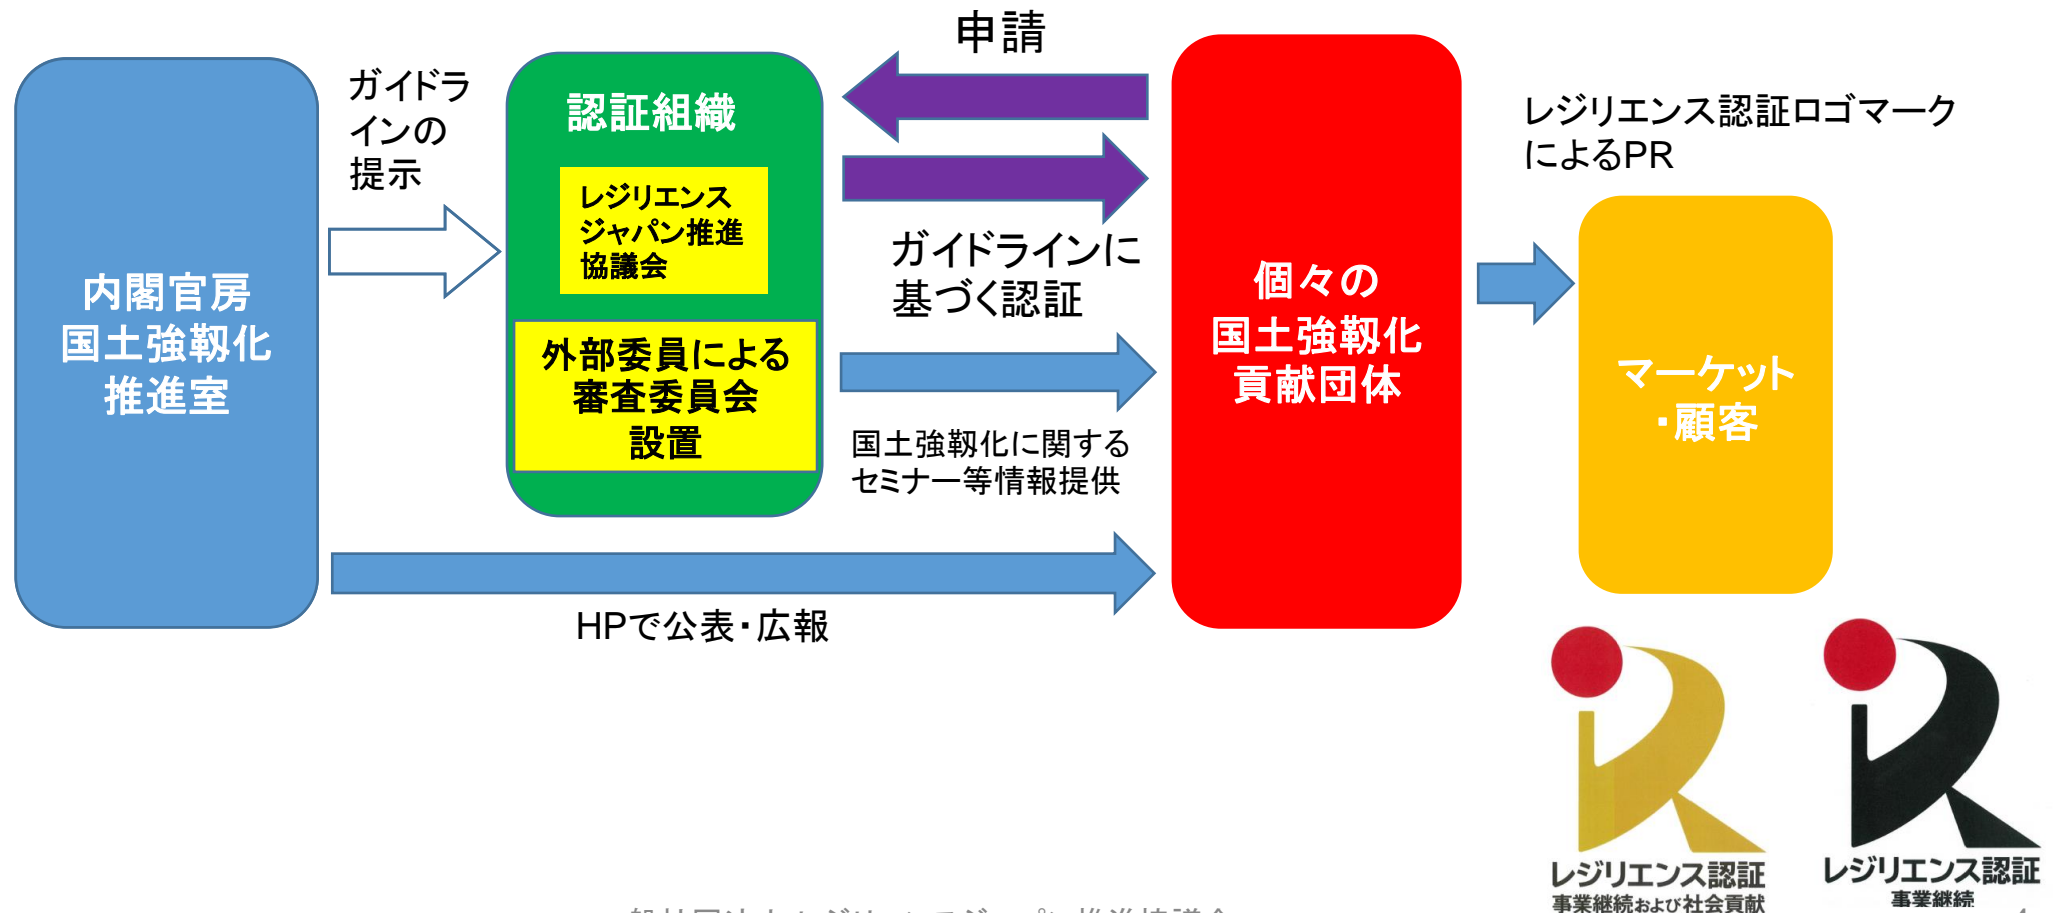 内閣官房
国土強靱化
推進室
ガイドラ
インの
提示
認証組織
レジリエンス
ジャパン推進
協議会
外部委員による
審査委員会
設置
申請
ガイドラインに
基づく認証
国土強靱化に関する
セミナー等情報提供
HPで公表・広報
個々の
国土強靱化
貢献団体
レジリエンス認証ロゴマーク
によるPR
マーケット
・顧客
レジリエンス認証
事業継続および社会貢献
レジリエンス認証
事業継続